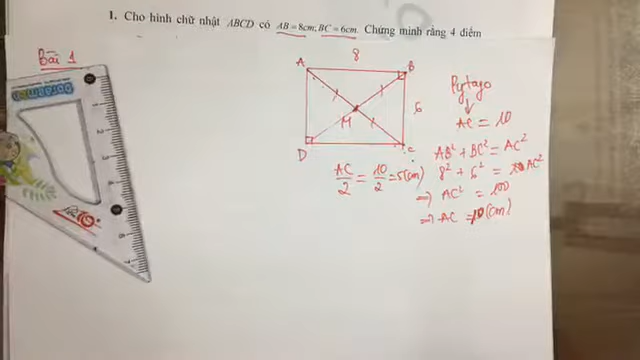 1. Cho hình chữ nhật ABCD có AB = 8cm; BC = 6cm. Chứng minh rằng 4 điểm
Bài 1
8
A
B
6
M
D
C
Pytago
AC = 10
AB² + BC² = AC²
8² + 6² = AC²
⇒ AC² = 100
⇒ AC = 10 (cm)
AC/2 = 10/2 = 5 (cm)